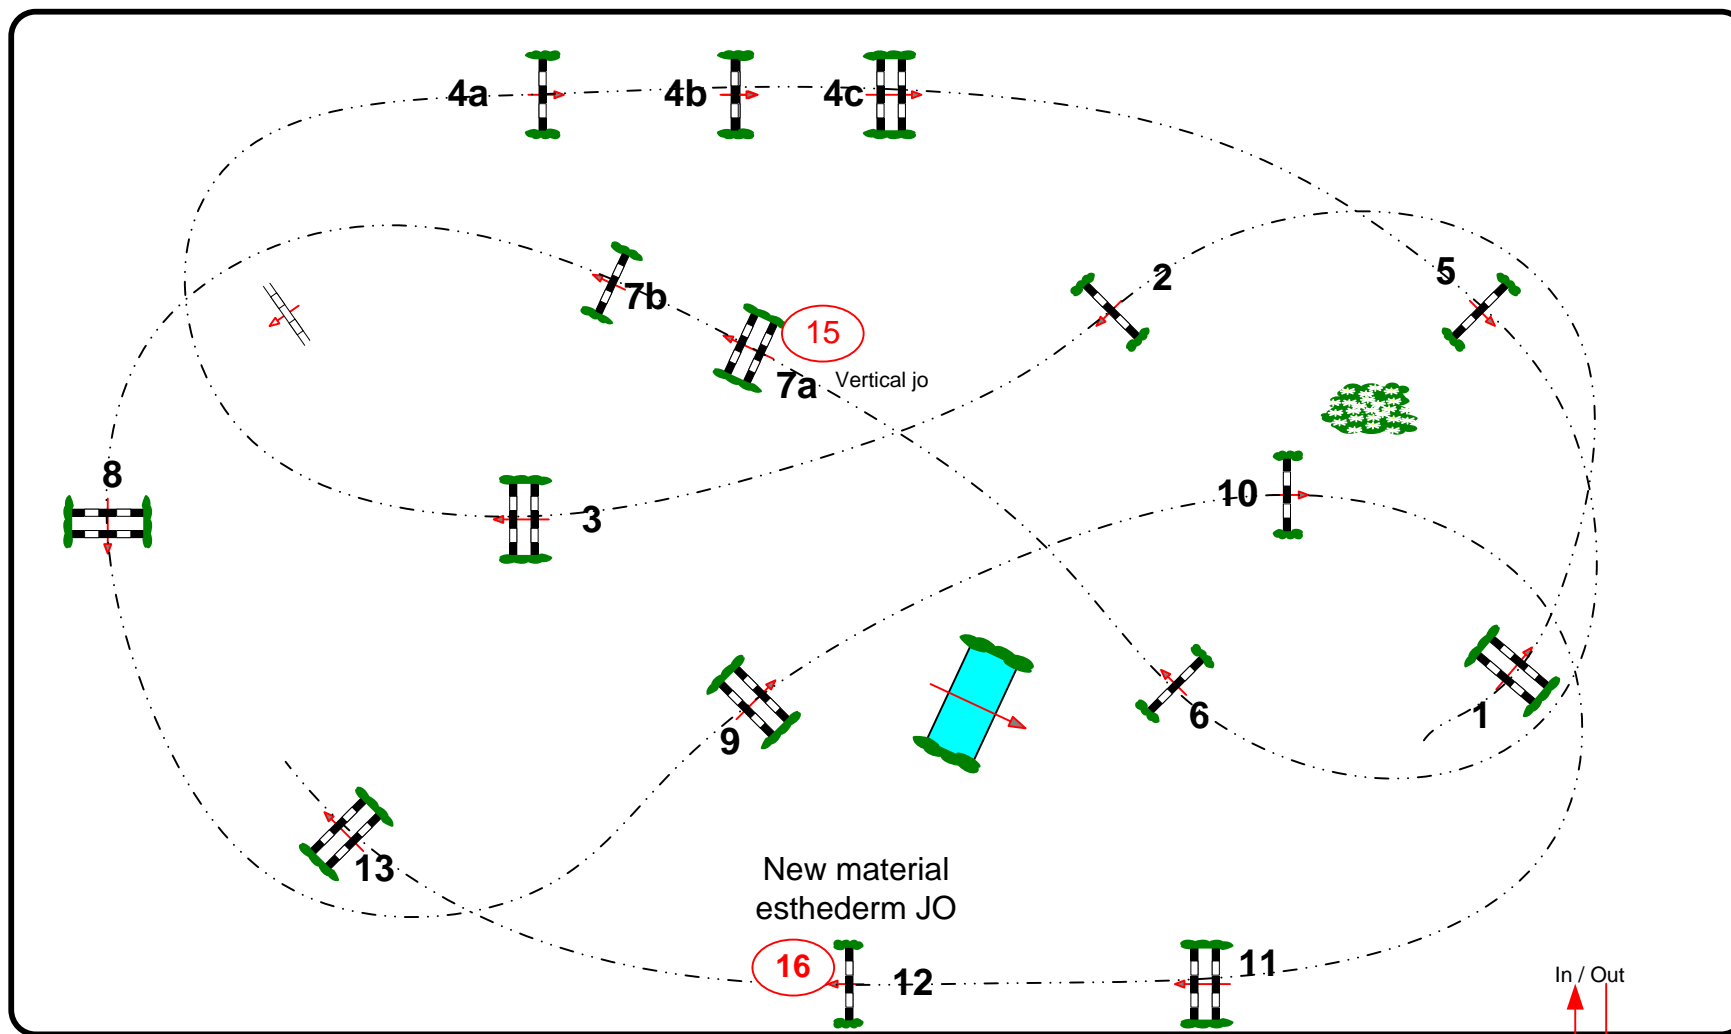 4a
4b
4c
2
5
7b
15
7a
Vertical jo
8
10
3
1
6
9
13
New material
esthederm JO
16
12
11
In / Out